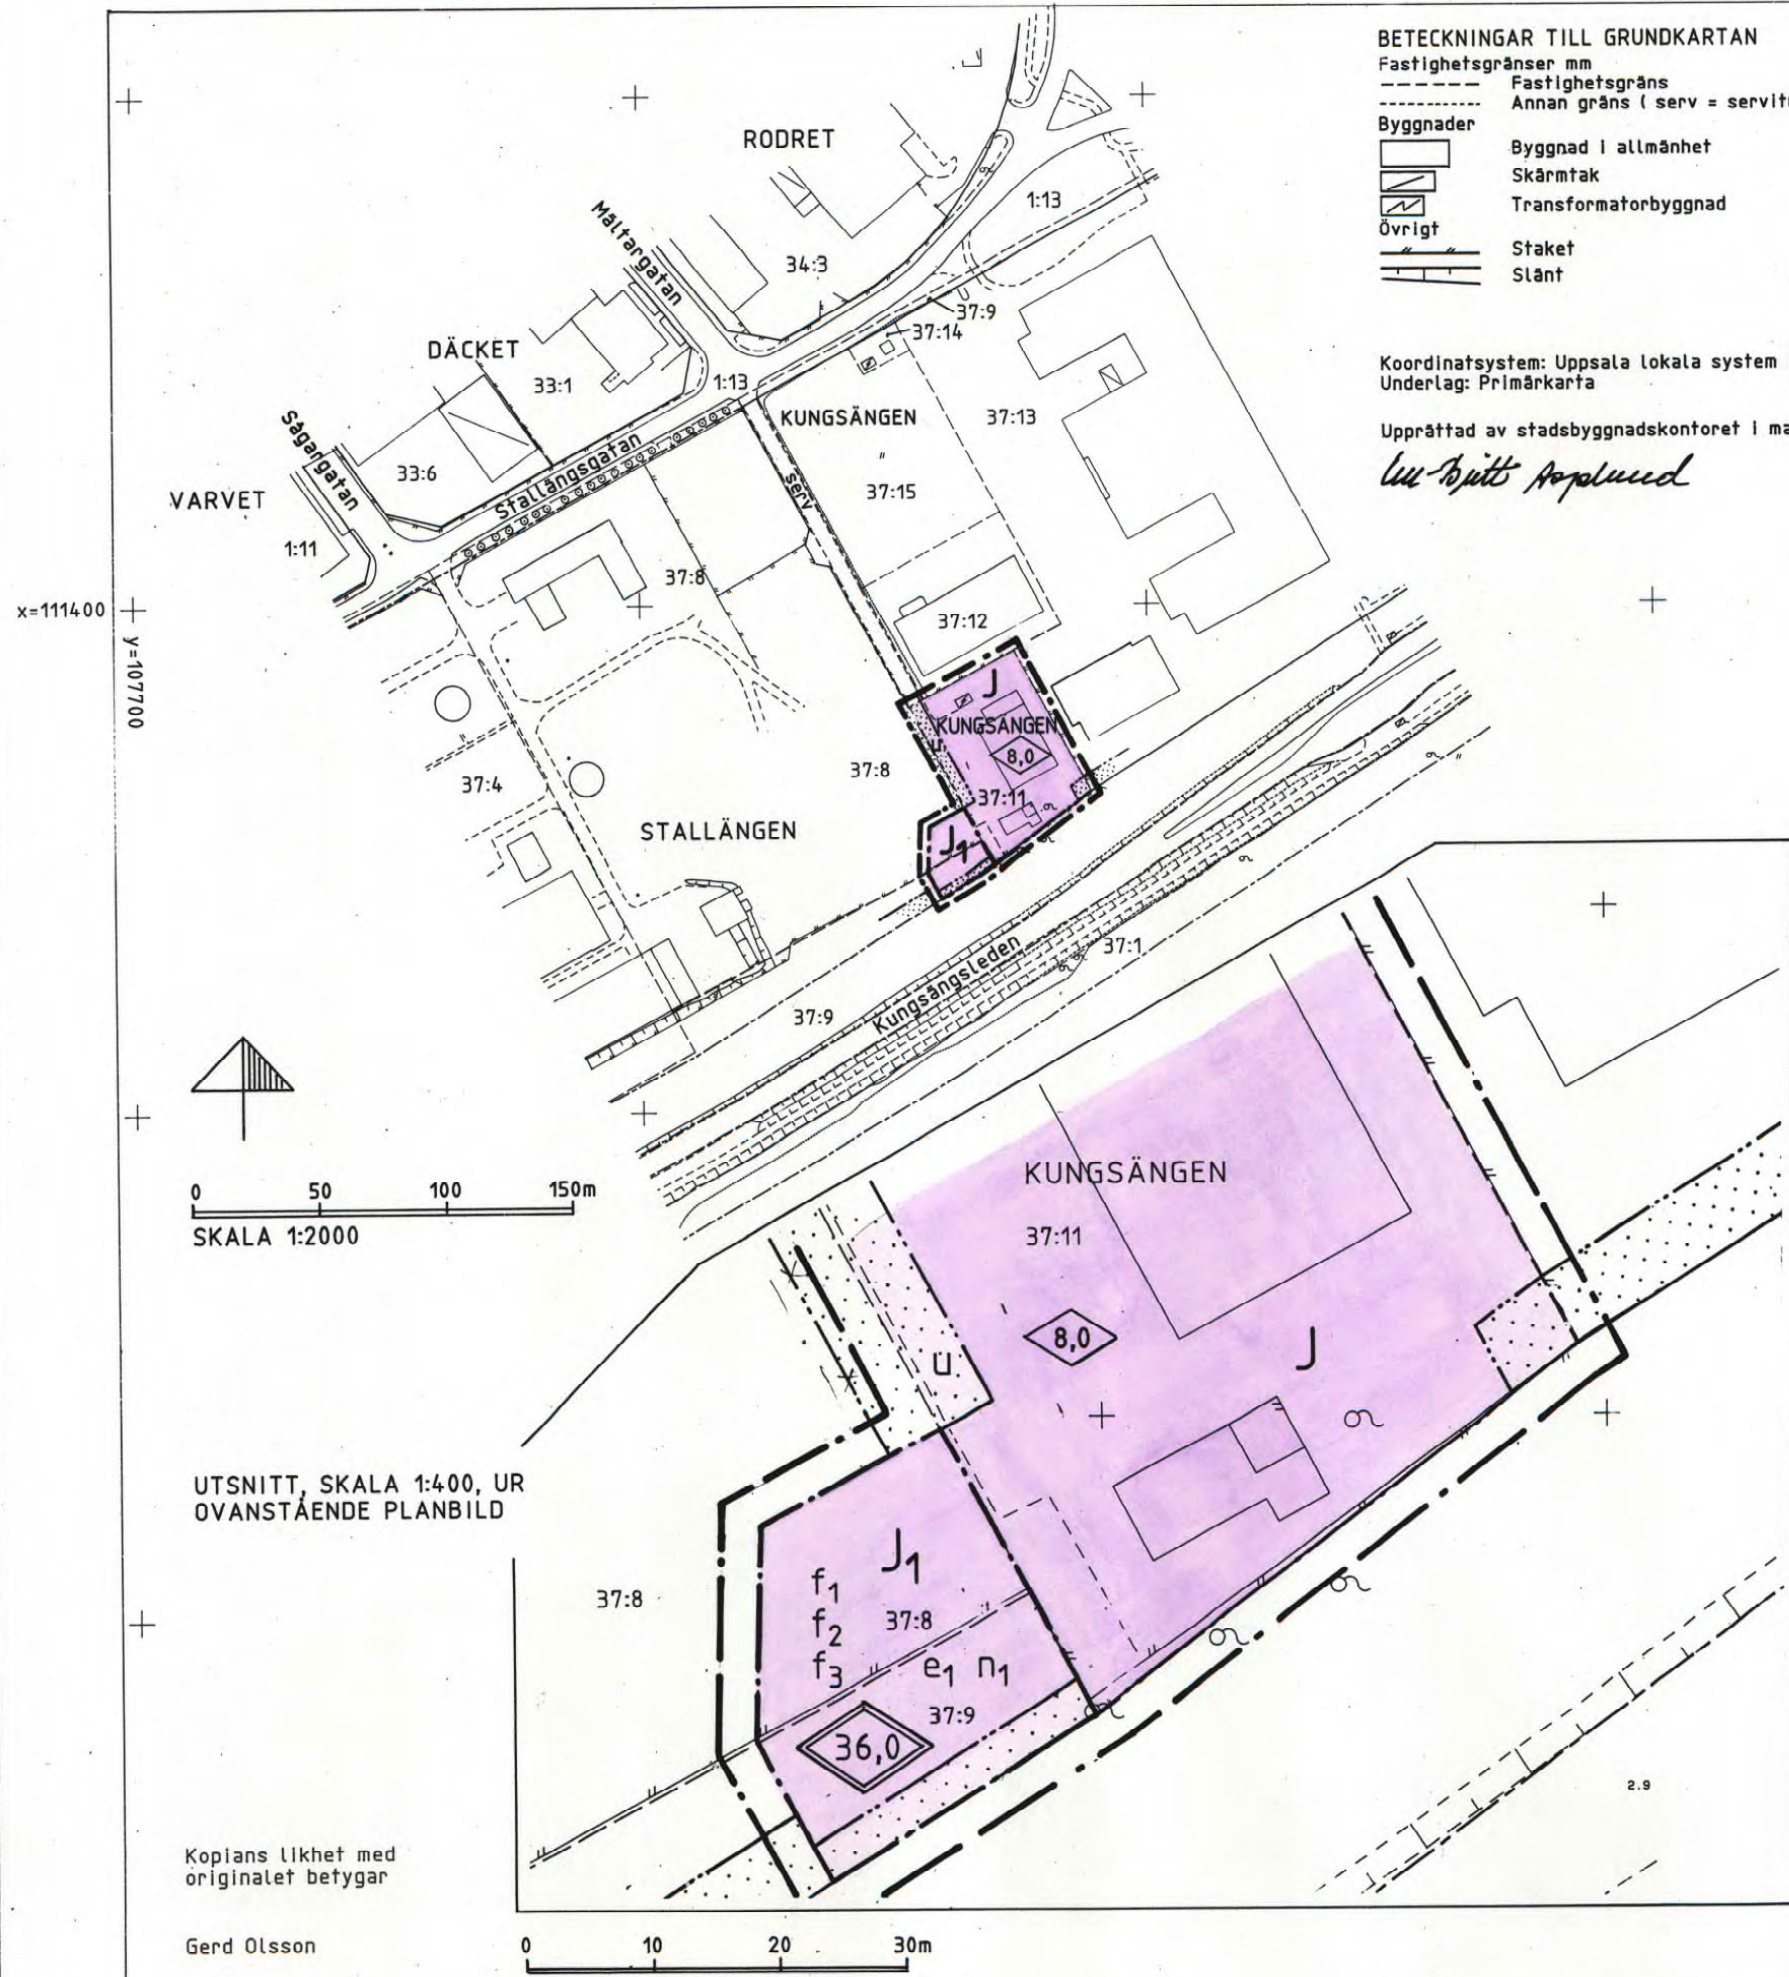 BETECKNINGAR TILL GRUNDKARTAN
Fastighetsgränser mm
Fastighetsgräns
Annan gräns ( serv = servit
Byggnader
Byggnad i allmänhet
Skärmtak
Transformatorbyggnad
Övrigt
Staket
Slänt
Koordinatsystem: Uppsala lokala system
Underlag: Primärkarta
Upprättad av stadsbyggnadskontoret i ma
RODRET
Mältargatan
34:3
1:13
37:9
37:14
DÄCKET
33:1
1:13
KUNGSÄNGEN
"
37:13
37:15
Sågargatan
33:6
Stallängsgatan
serv
VARVET
1:11
37:8
37:12
x=111400
y=107700
J
KUNGSÄNGEN
u
8,0
37:8
37:11
37:4
STALLÄNGEN
J1
37:1
37:9
Kungsängsleden
0 50 100 150m
SKALA 1:2000
KUNGSÄNGEN
37:11
8,0
u
J
UTSNITT, SKALA 1:400, UR
OVANSTÅENDE PLANBILD
J1
f1
37:8
37:8
f2
f3
e1 n1
37:9
36,0
2.9
Kopians likhet med
originalet betygar
Gerd Olsson
0 10 20 30m